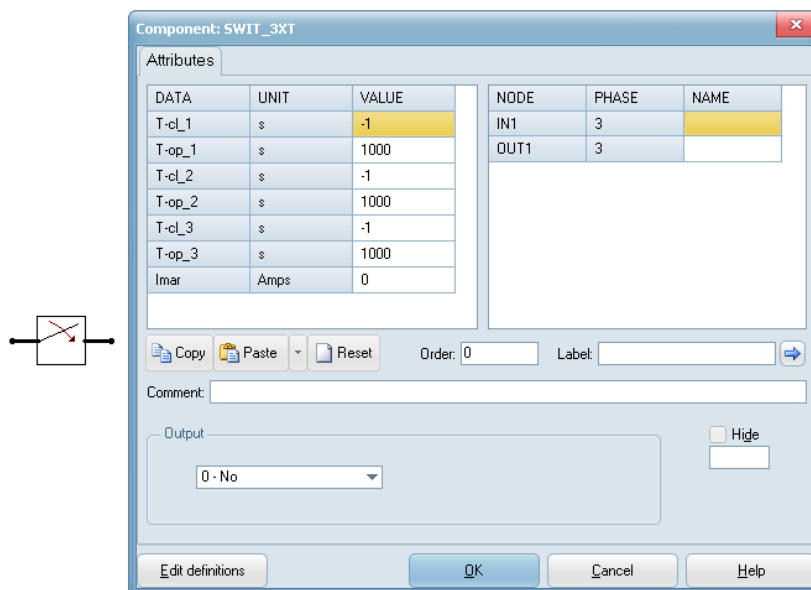 Component: SWIT_3XT
Attributes
DATA UNIT VALUE
T-cl_1 s -1
T-op_1 s 1000
T-cl_2 s -1
T-op_2 s 1000
T-cl_3 s -1
T-op_3 s 1000
Imar Amps 0
NODE PHASE NAME
IN1 3
OUT1 3
Copy Paste Reset Order: 0 Label:
Comment:
Output
0 - No
Hide
Edit definitions OK Cancel Help